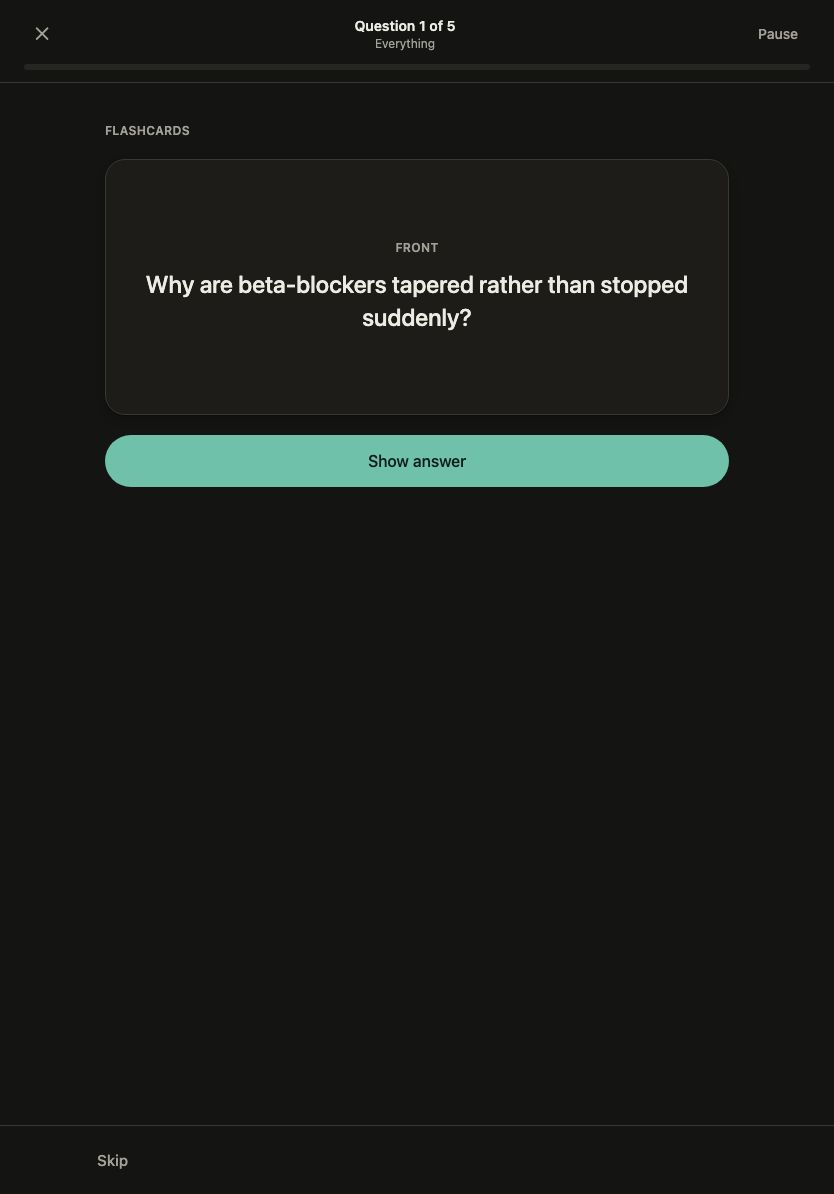 Question 1 of 5
Everything
Pause
FLASHCARDS
FRONT
Why are beta-blockers tapered rather than stopped
suddenly?
Show answer
Skip